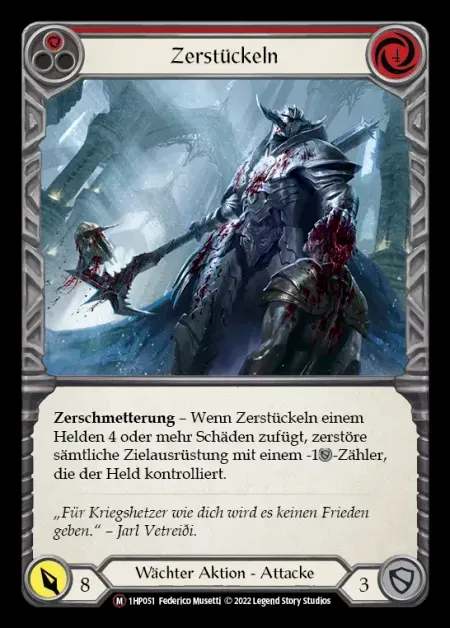 Zerstückeln
4
Zerschmetterung – Wenn Zerstückeln einem
Helden 4 oder mehr Schäden zufügt, zerstöre
sämtliche Zielausrüstung mit einem -1-Zähler,
die der Held kontrolliert.
„Für Kriegshetzer wie dich wird es keinen Frieden
geben.“ – Jarl Vetreiði.
8
Wächter Aktion - Attacke
3
M 1HP051 Federico Musetti © 2022 Legend Story Studios